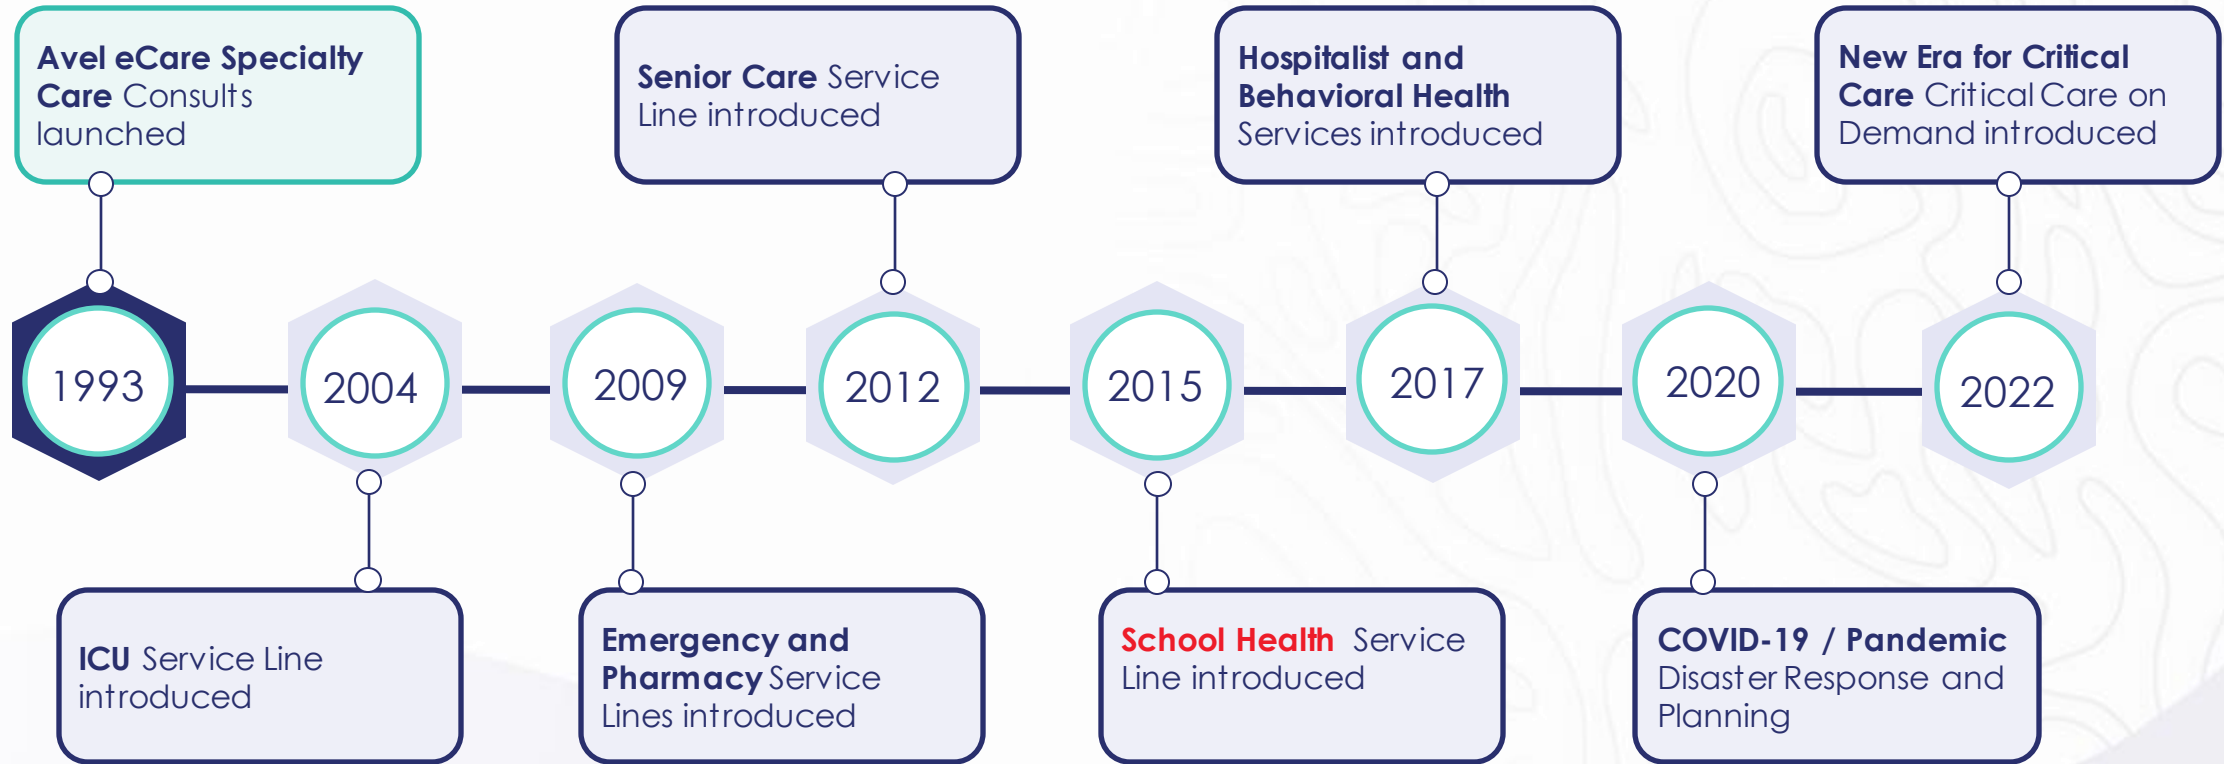 Avel eCare Specialty
Care Consults
launched
Senior Care Service
Line introduced
Hospitalist and
Behavioral Health
Services introduced
New Era for Critical
Care Critical Care on
Demand introduced
1993
2004
2009
2012
2015
2017
2020
2022
ICU Service Line
introduced
Emergency and
Pharmacy Service
Lines introduced
School Health Service
Line introduced
COVID-19 / Pandemic
Disaster Response and
Planning